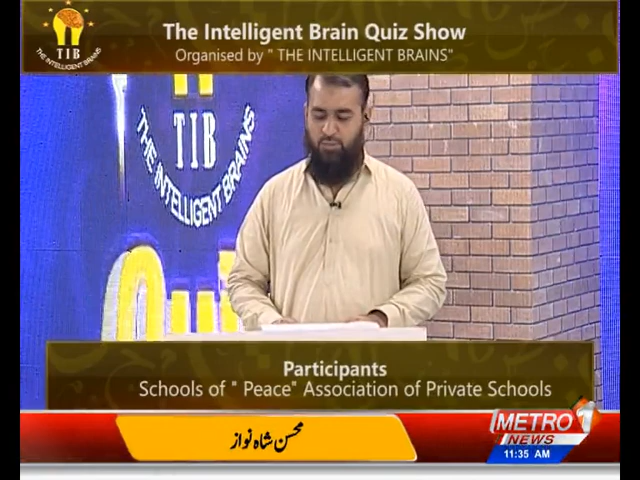 TIB
THE INTELLIGENT BRAINS
The Intelligent Brain Quiz Show
Organised by " THE INTELLIGENT BRAINS"
TIB
THE INTELLIGENT BRAINS
Participants
Schools of " Peace" Association of Private Schools
محسن شاہ نواز
METRO 1
NEWS
11:35 AM